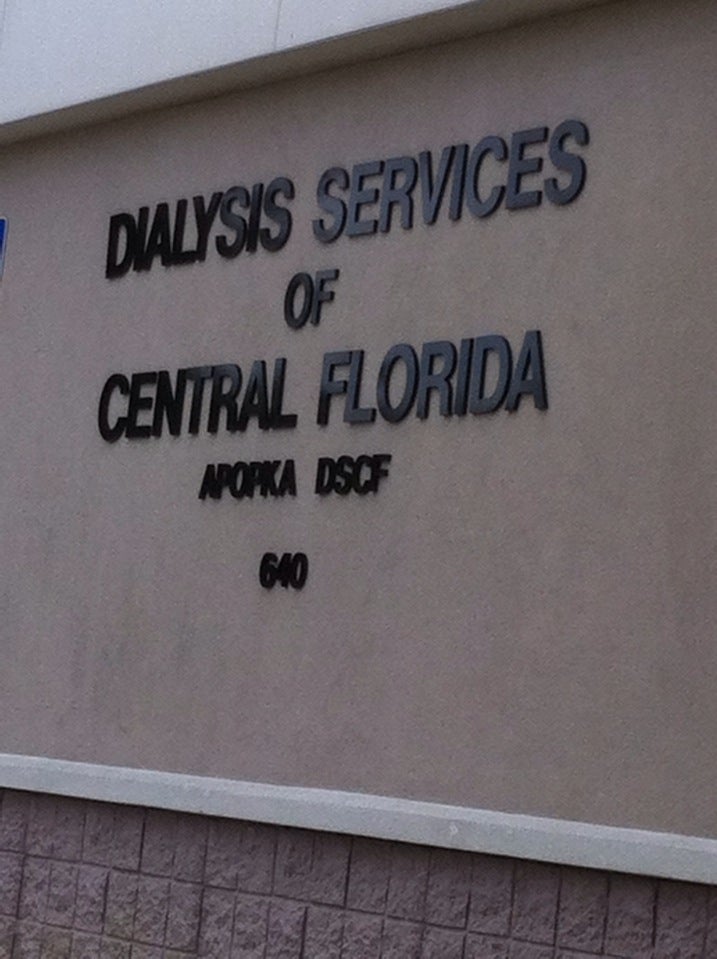 DIALYSIS SERVICES
OF
CENTRAL FLORIDA
APOPKA DSCF
640